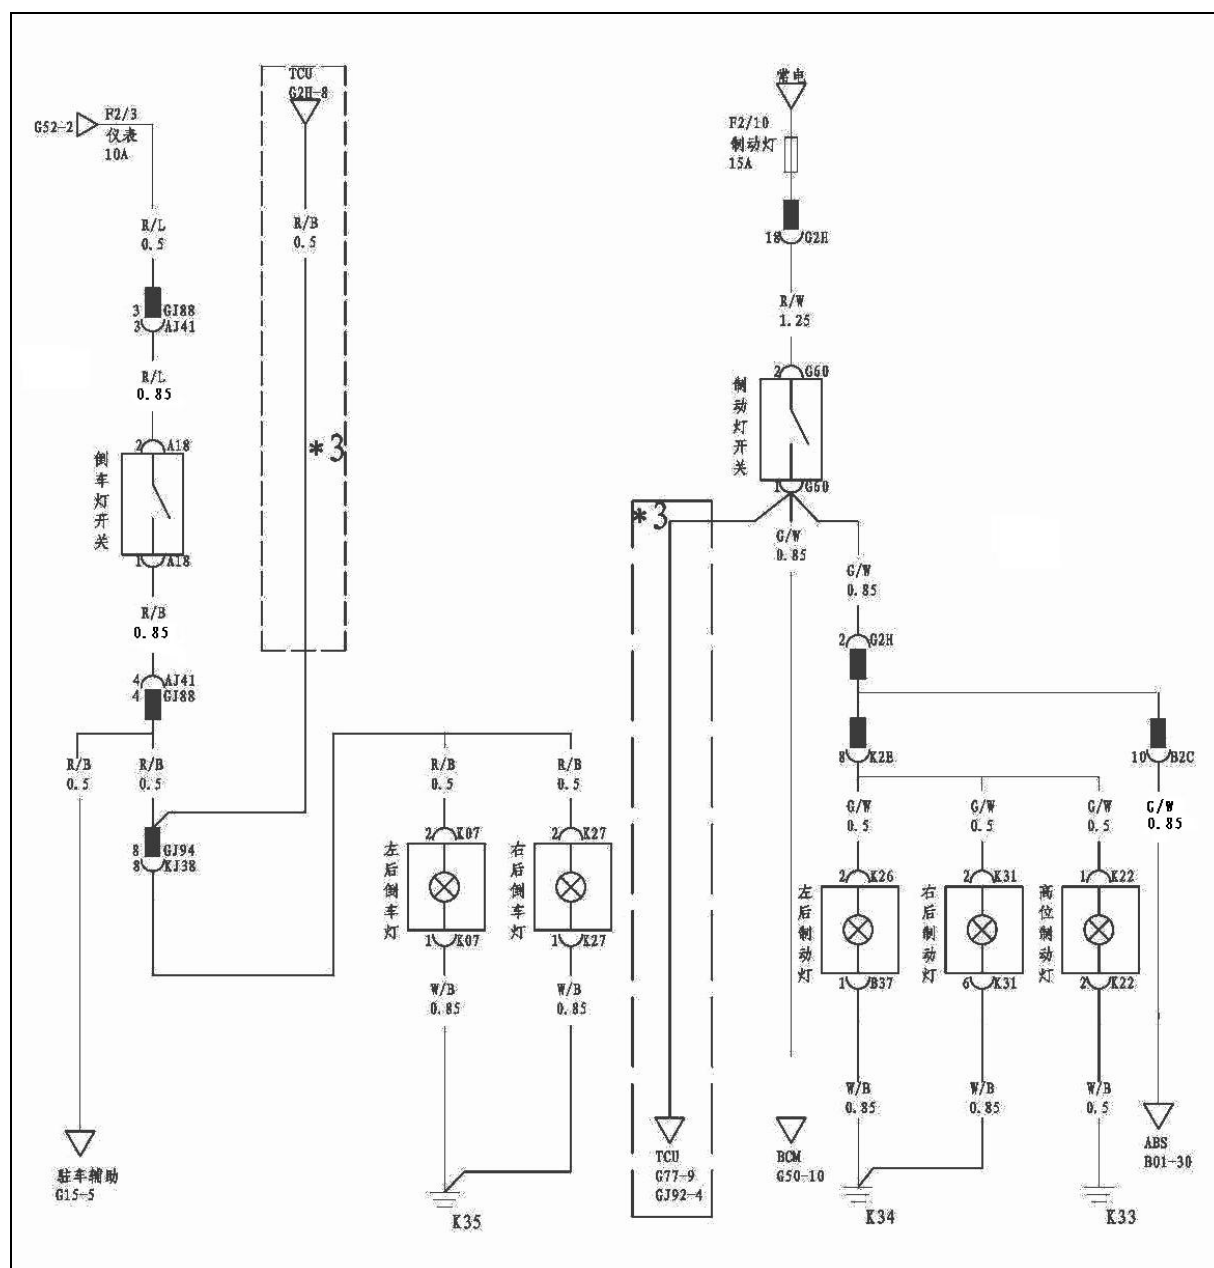 TCU
G2H-8
常电
G52-2
F2/3
仪表
10A
F2/10
制动灯
15A
R/L
0.5
R/B
0.5
18 G2H
3 GJ88
3 AJ41
R/W
1.25
R/L
0.85
2 G60
制动灯开关
2 A18
倒车灯开关
*3
1 G60
*3
G/W
0.85
1 A18
G/W
0.85
R/B
0.85
2 G2H
4 AJ41
4 GJ88
R/B
0.5
R/B
0.5
R/B
0.5
R/B
0.5
8 K2E
10 B2C
G/W
0.5
G/W
0.5
G/W
0.5
G/W
0.85
8 GJ94
8 KJ38
2 K07
左后倒车灯
1 K07
2 K27
右后倒车灯
1 K27
2 K26
左后制动灯
1 B37
2 K31
右后制动灯
6 K31
1 K22
高位制动灯
2 K22
W/B
0.85
W/B
0.85
W/B
0.85
W/B
0.85
W/B
0.5
驻车辅助
G15-5
TCU
G77-9
GJ92-4
BCM
G50-10
ABS
B01-30
K35
K34
K33